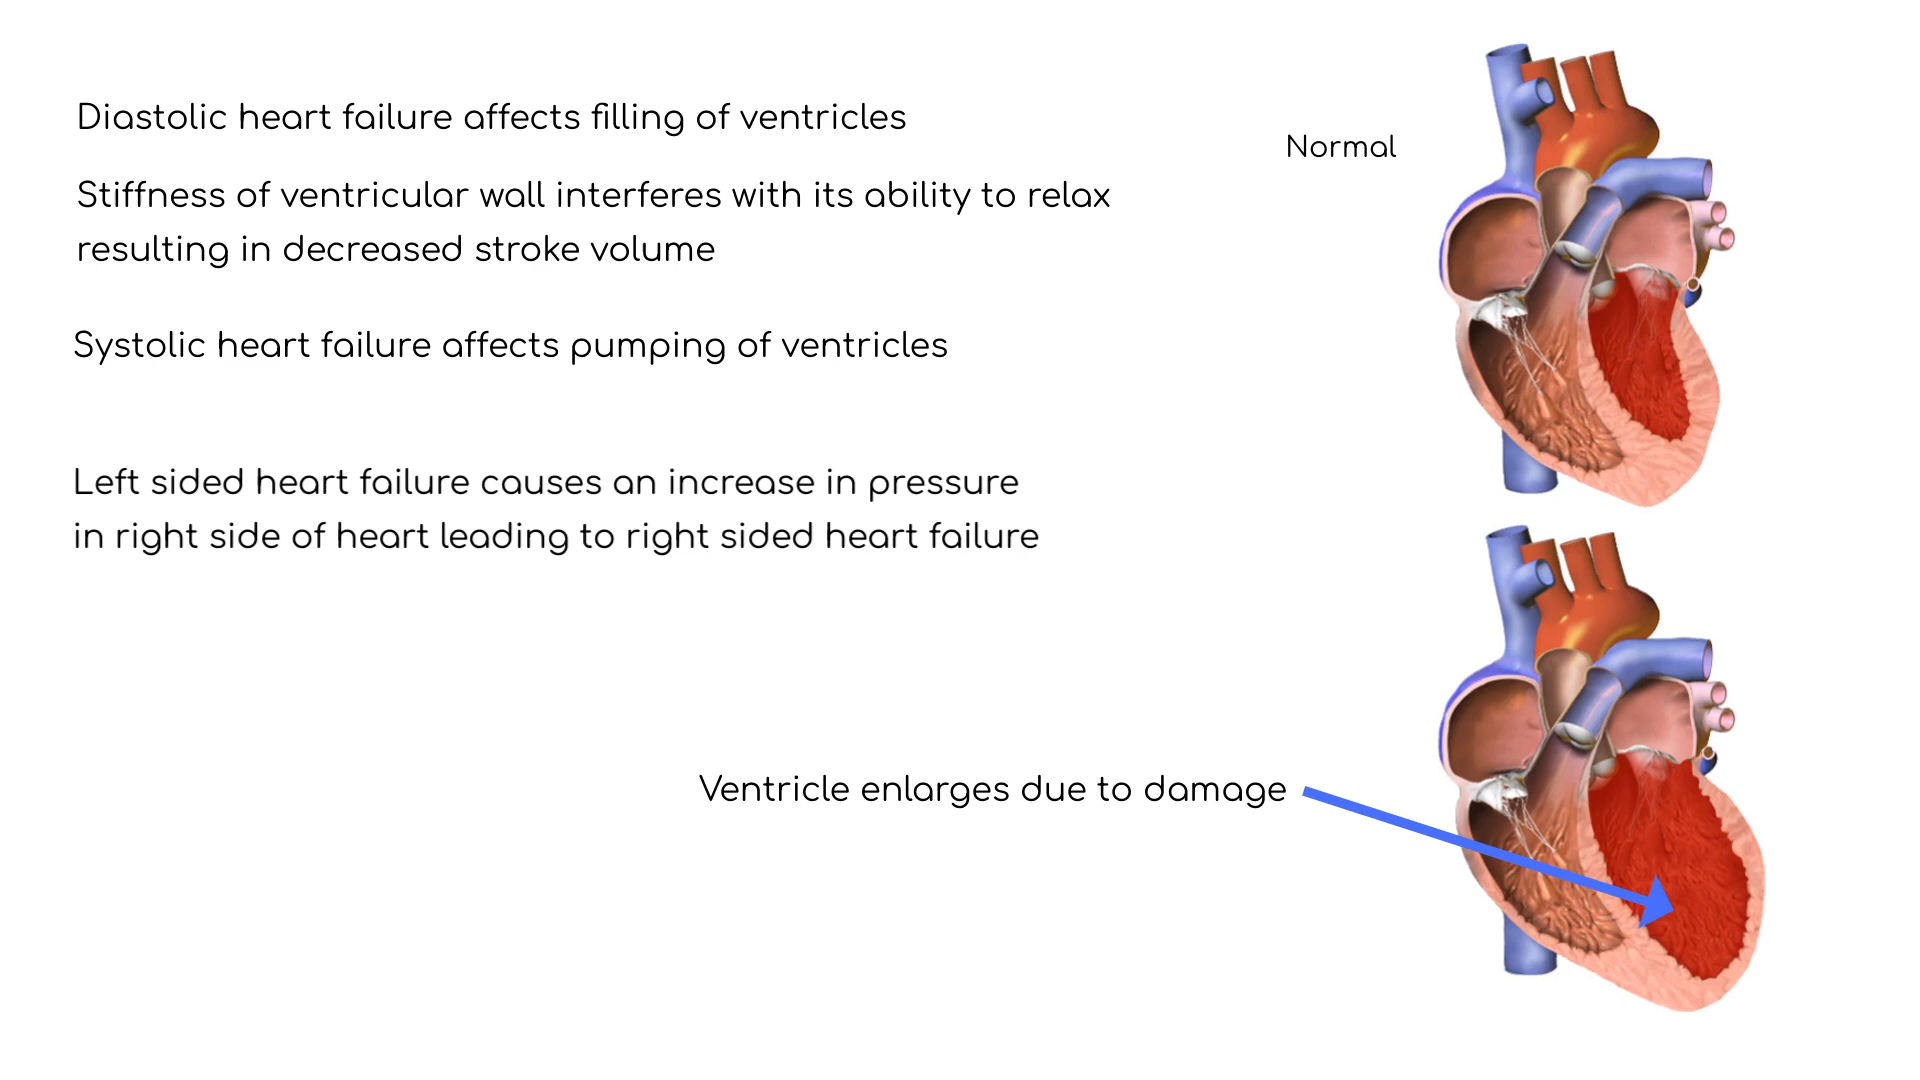 Diastolic heart failure affects filling of ventricles
Normal
Stiffness of ventricular wall interferes with its ability to relax
resulting in decreased stroke volume
Systolic heart failure affects pumping of ventricles
Left sided heart failure causes an increase in pressure
in right side of heart leading to right sided heart failure
Ventricle enlarges due to damage